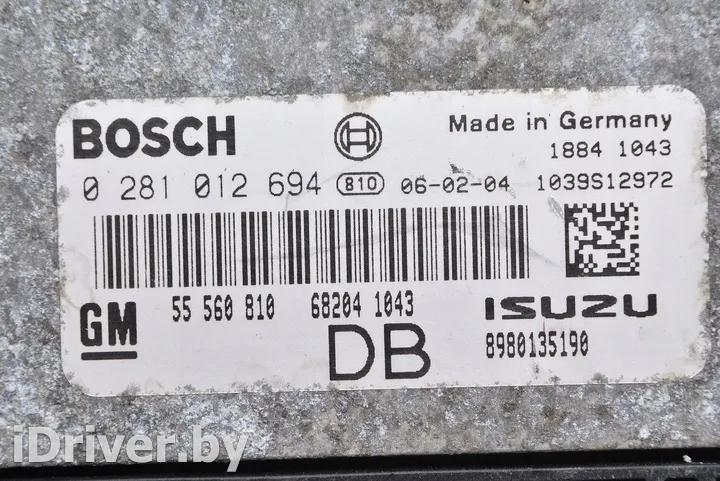 BOSCH
Made in Germany
1884 1043
0 281 012 694 810 06-02-04 1039S12972
GM
55 560 810 68204 1043
ISUZU
DB
8980135190
iDriver.by